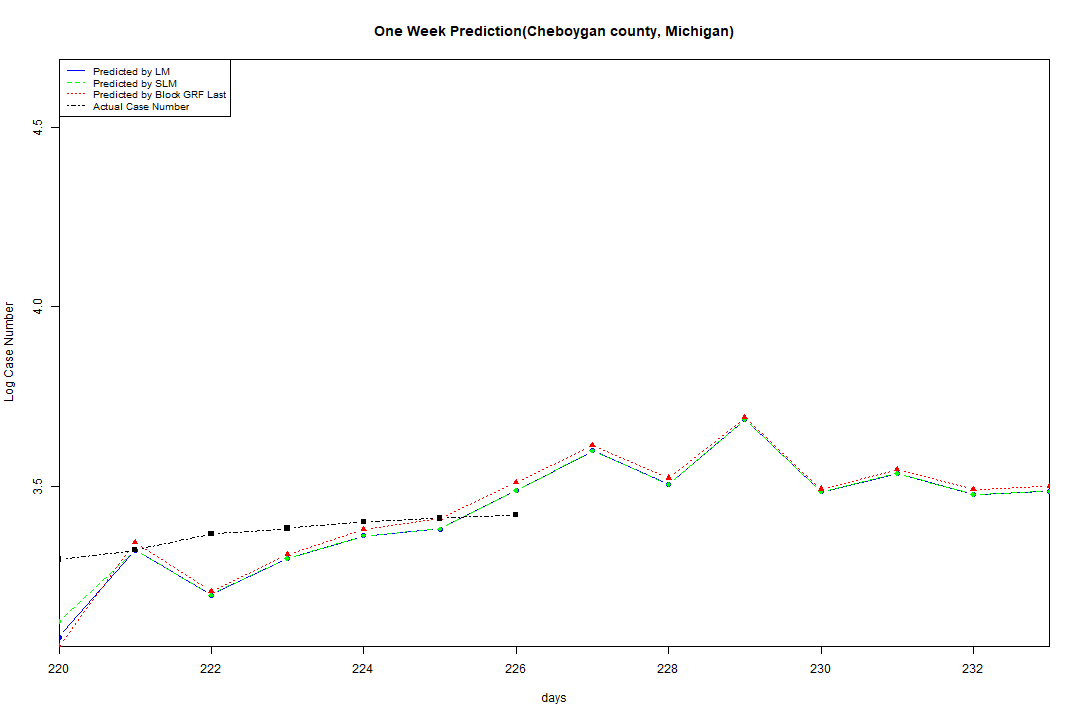 One Week Prediction(Cheboygan county, Michigan)
Predicted by LM
Predicted by SLM
Predicted by Block GRF Last
Actual Case Number
4.5
4.0
3.5
Log Case Number
220 222 224 226 228 230 232
days